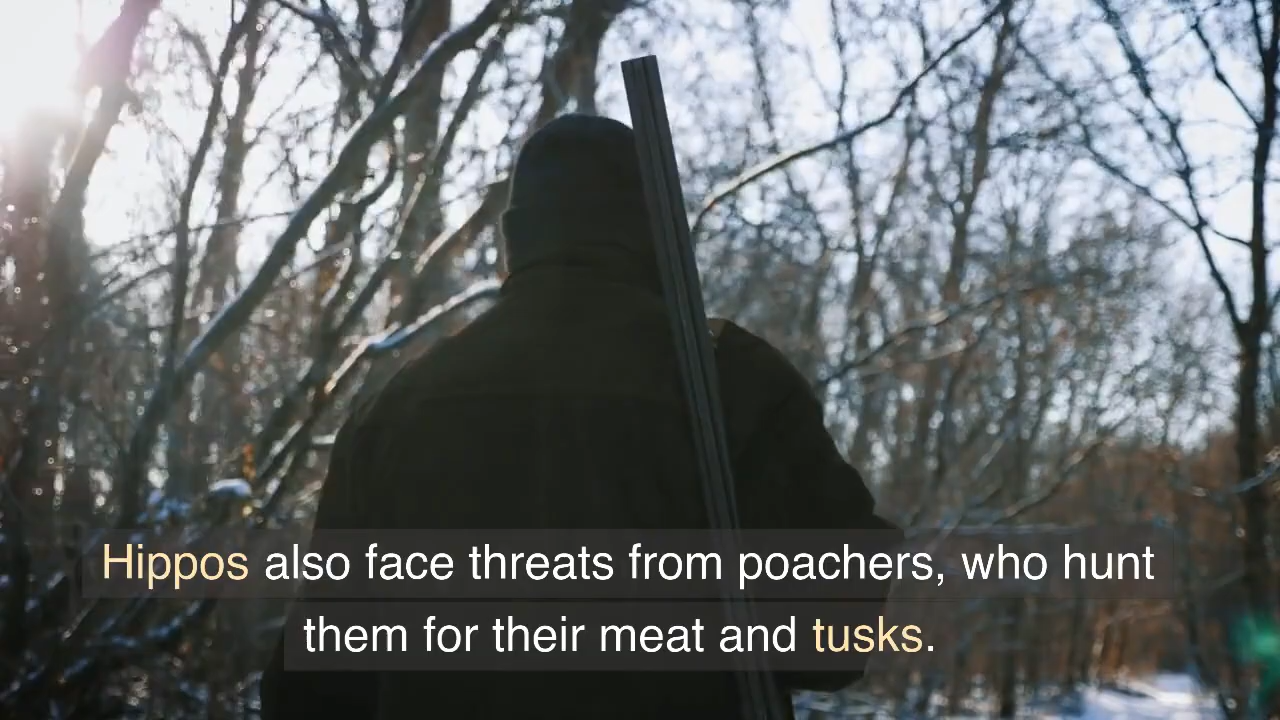 Hippos also face threats from poachers, who hunt
them for their meat and tusks.